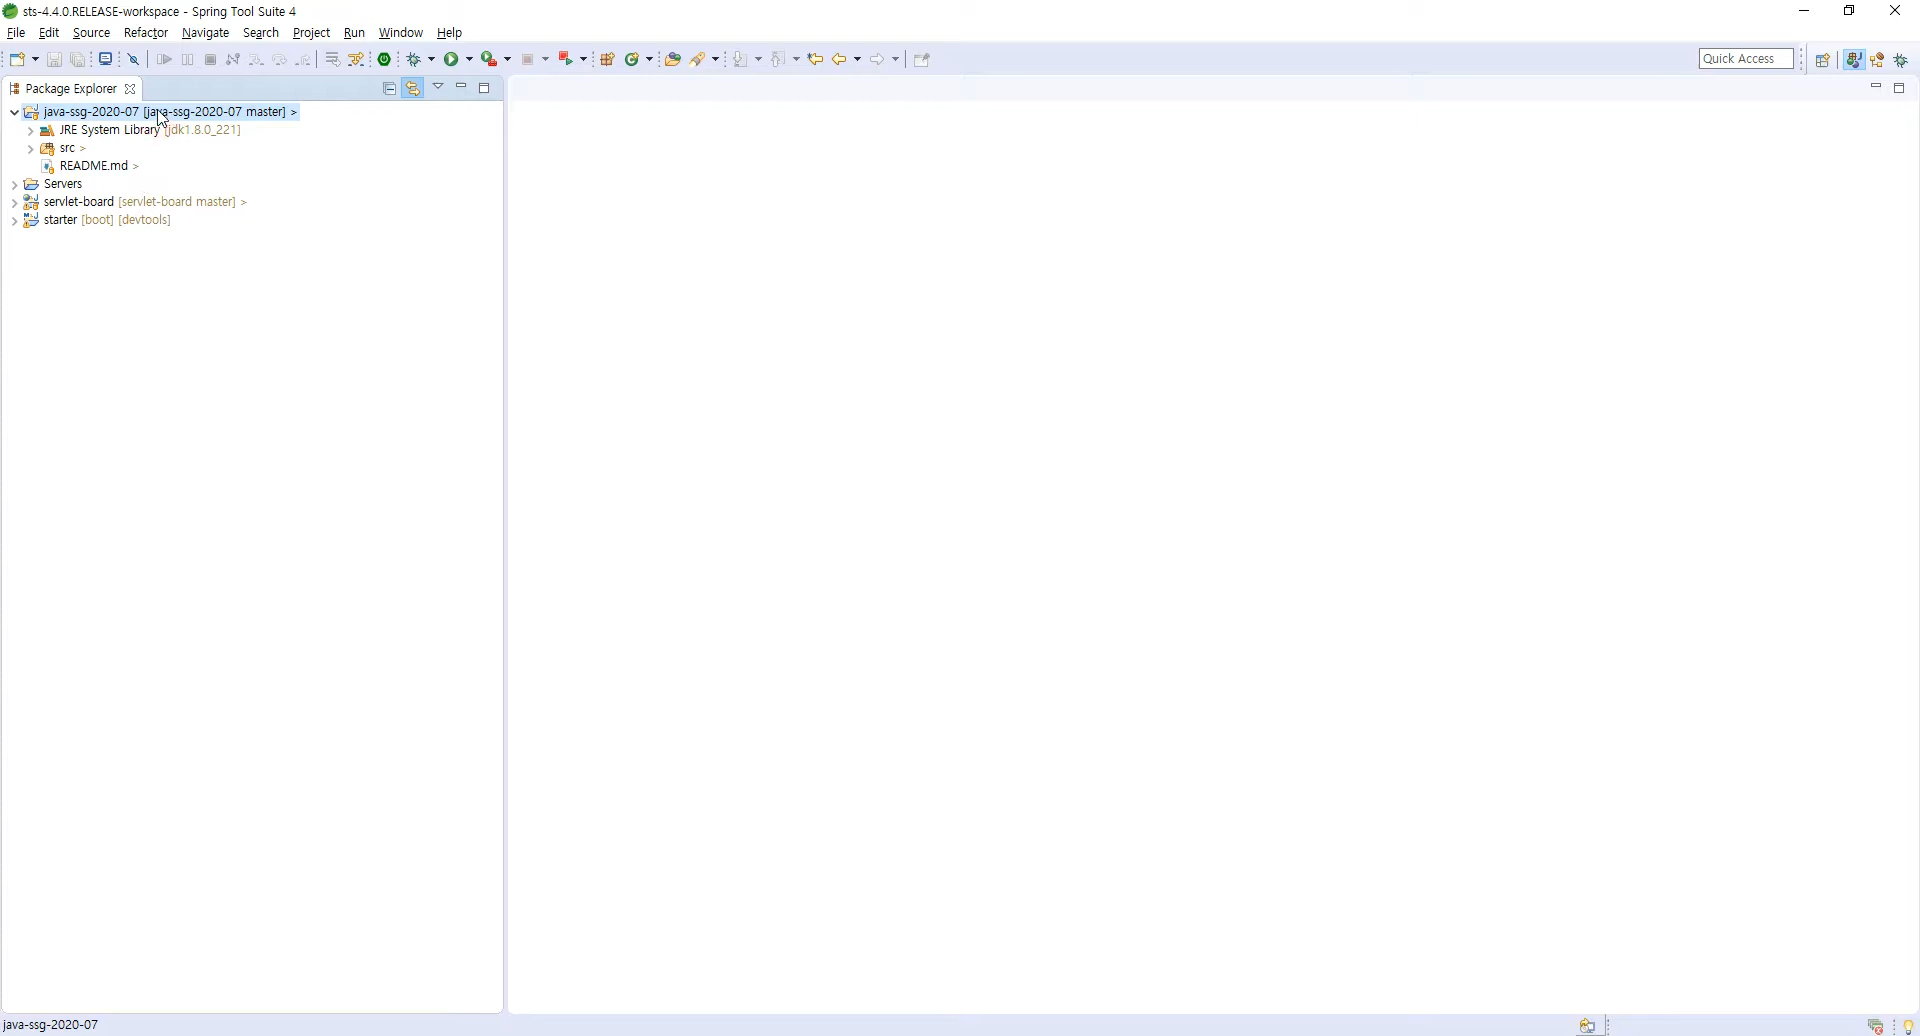 sts-4.4.0.RELEASE-workspace - Spring Tool Suite 4
File Edit Source Refactor Navigate Search Project Run Window Help
Quick Access
Package Explorer
java-ssg-2020-07 [java-ssg-2020-07 master] >
JRE System Library [jdk1.8.0_221]
src >
README.md >
Servers
servlet-board [servlet-board master] >
starter [boot] [devtools]
java-ssg-2020-07